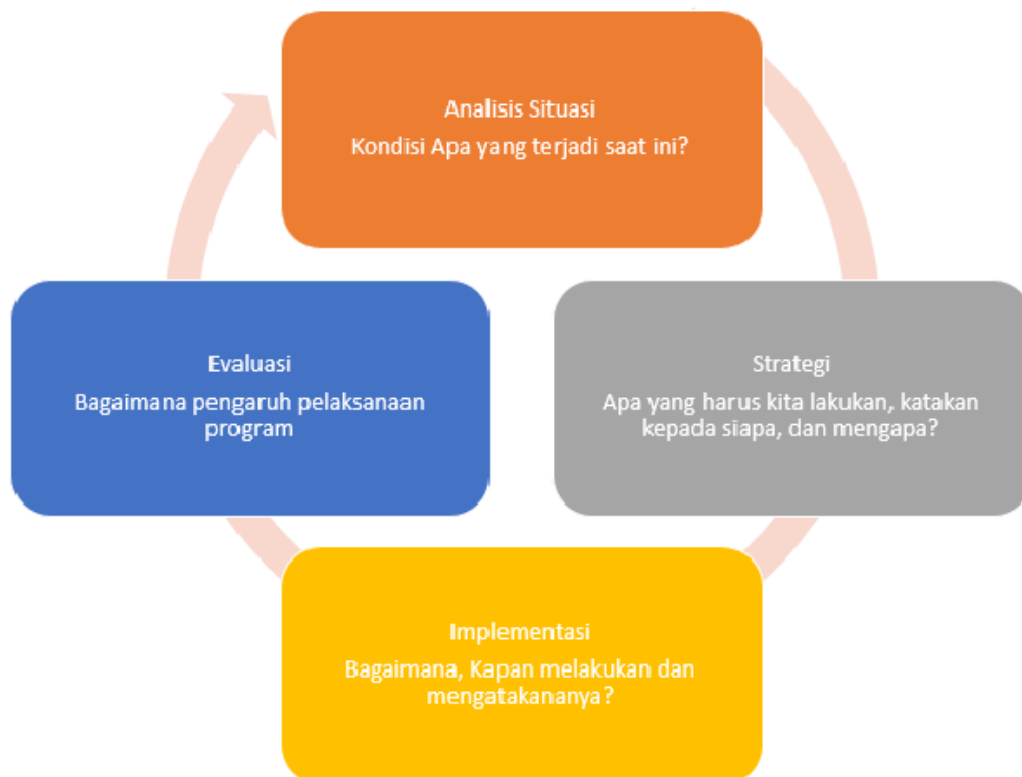 Analisis Situasi
Kondisi Apa yang terjadi saat ini?
Strategi
Apa yang harus kita lakukan, katakan
kepada siapa, dan mengapa?
Implementasi
Bagaimana, Kapan melakukan dan
mengatakananya?
Evaluasi
Bagaimana pengaruh pelaksanaan
program